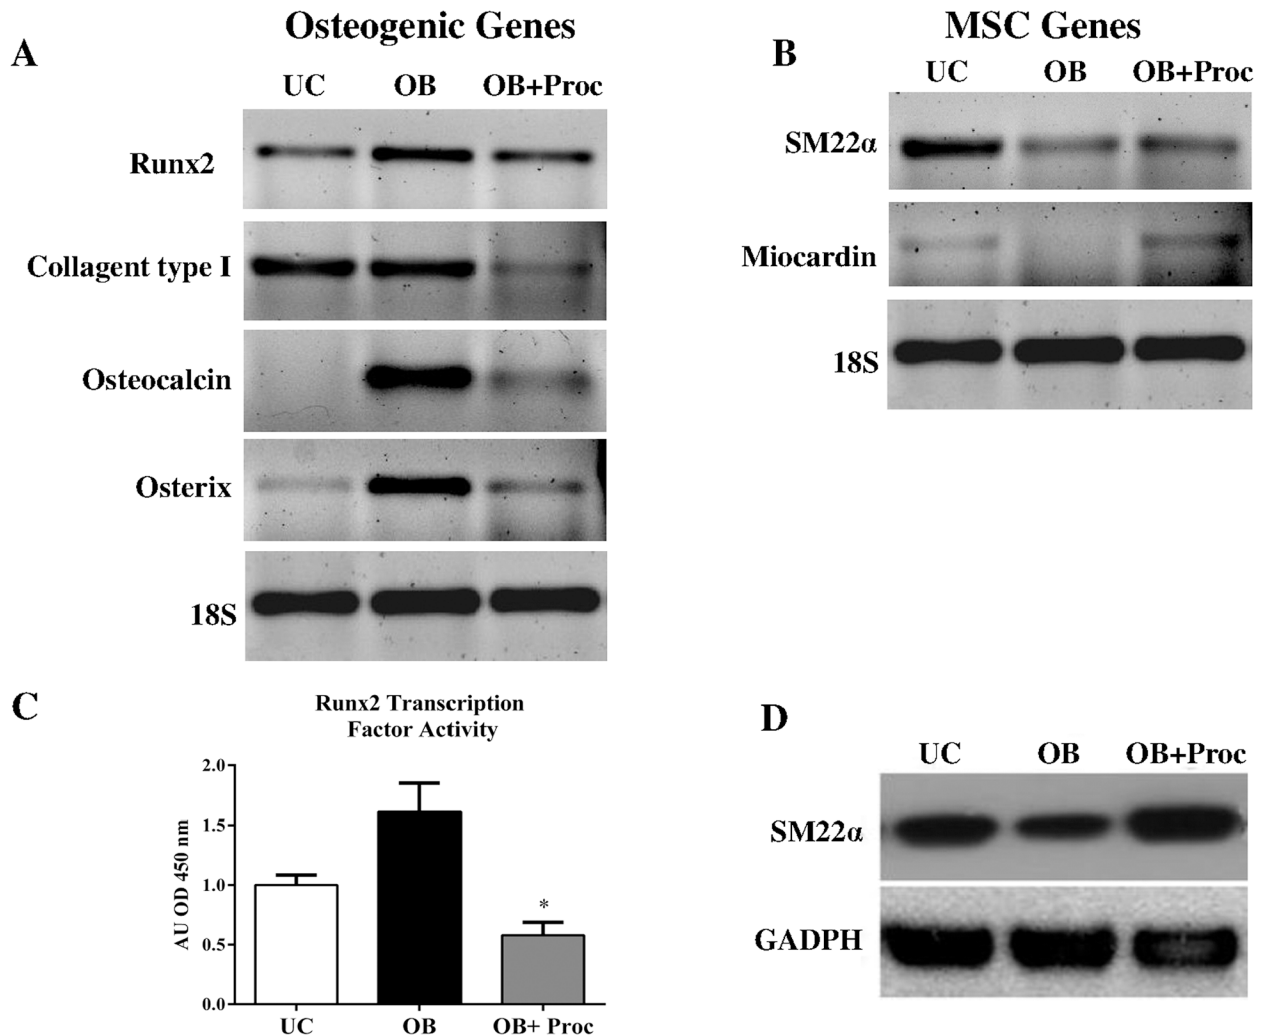 A
Osteogenic Genes
UC OB OB+Proc
Runx2
Collagent type I
Osteocalcin
Osterix
18S
B
MSC Genes
UC OB OB+Proc
SM22α
Miocardin
18S
C
Runx2 Transcription
Factor Activity
AU OD 450 nm
2.0
1.5
1.0
0.5
0.0
*
UC OB OB+ Proc
D
UC OB OB+Proc
SM22α
GADPH